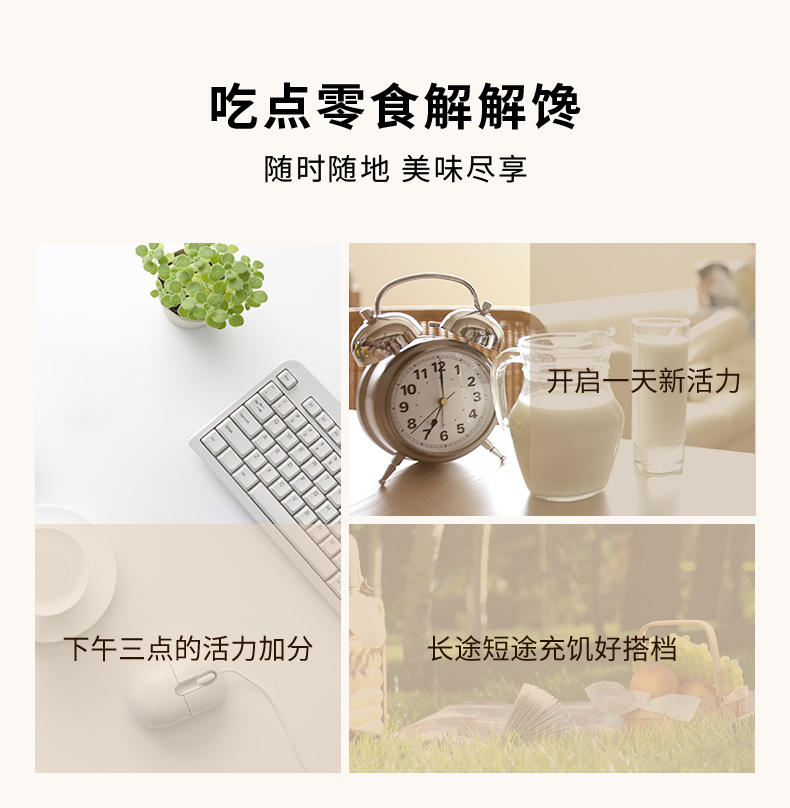 吃点零食解解馋
随时随地 美味尽享
开启一天新活力
下午三点的活力加分
长途短途充饥好搭档
11 12 1
10 2
9 3
8 4
7 6 5